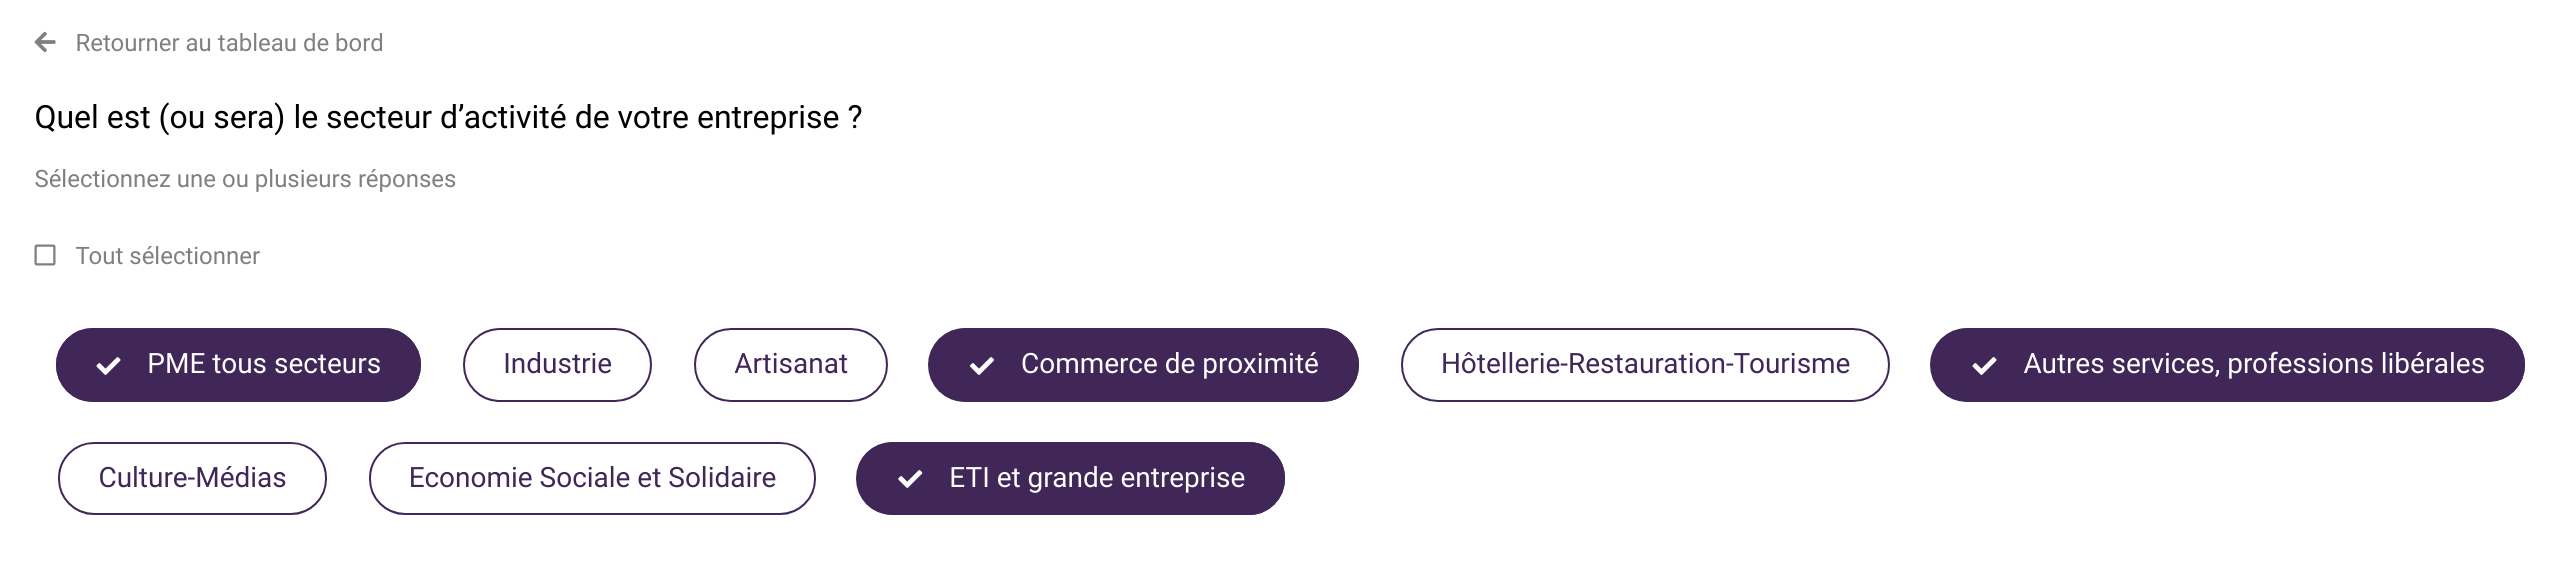 Retourner au tableau de bord
Quel est (ou sera) le secteur d’activité de votre entreprise ?
Sélectionnez une ou plusieurs réponses
Tout sélectionner
PME tous secteurs Industrie Artisanat Commerce de proximité Hôtellerie-Restauration-Tourisme Autres services, professions libérales
Culture-Médias Economie Sociale et Solidaire ETI et grande entreprise